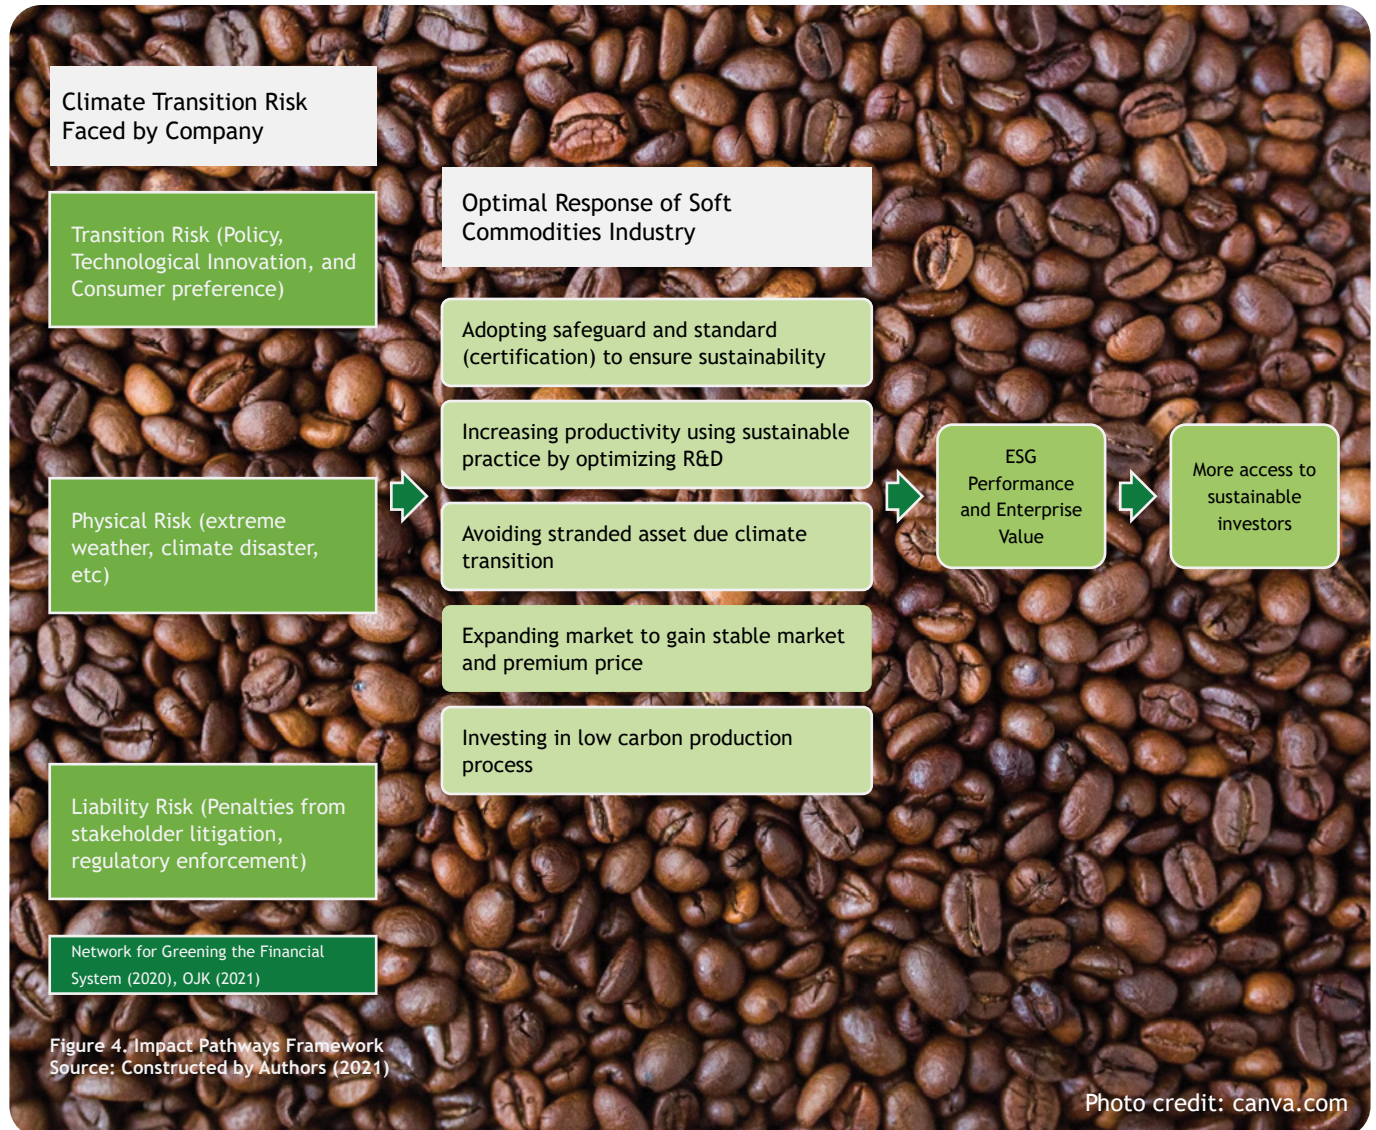 Climate Transition Risk
Faced by Company
Transition Risk (Policy,
Technological Innovation, and
Consumer preference)
Physical Risk (extreme
weather, climate disaster,
etc)
Liability Risk (Penalties from
stakeholder litigation,
regulatory enforcement)
Network for Greening the Financial
System (2020), OJK (2021)
Optimal Response of Soft
Commodities Industry
Adopting safeguard and standard
(certification) to ensure sustainability
Increasing productivity using sustainable
practice by optimizing R&D
Avoiding stranded asset due climate
transition
Expanding market to gain stable market
and premium price
Investing in low carbon production
process
ESG
Performance
and Enterprise
Value
More access to
sustainable
investors
Figure 4. Impact Pathways Framework
Source: Constructed by Authors (2021)
Photo credit: canva.com